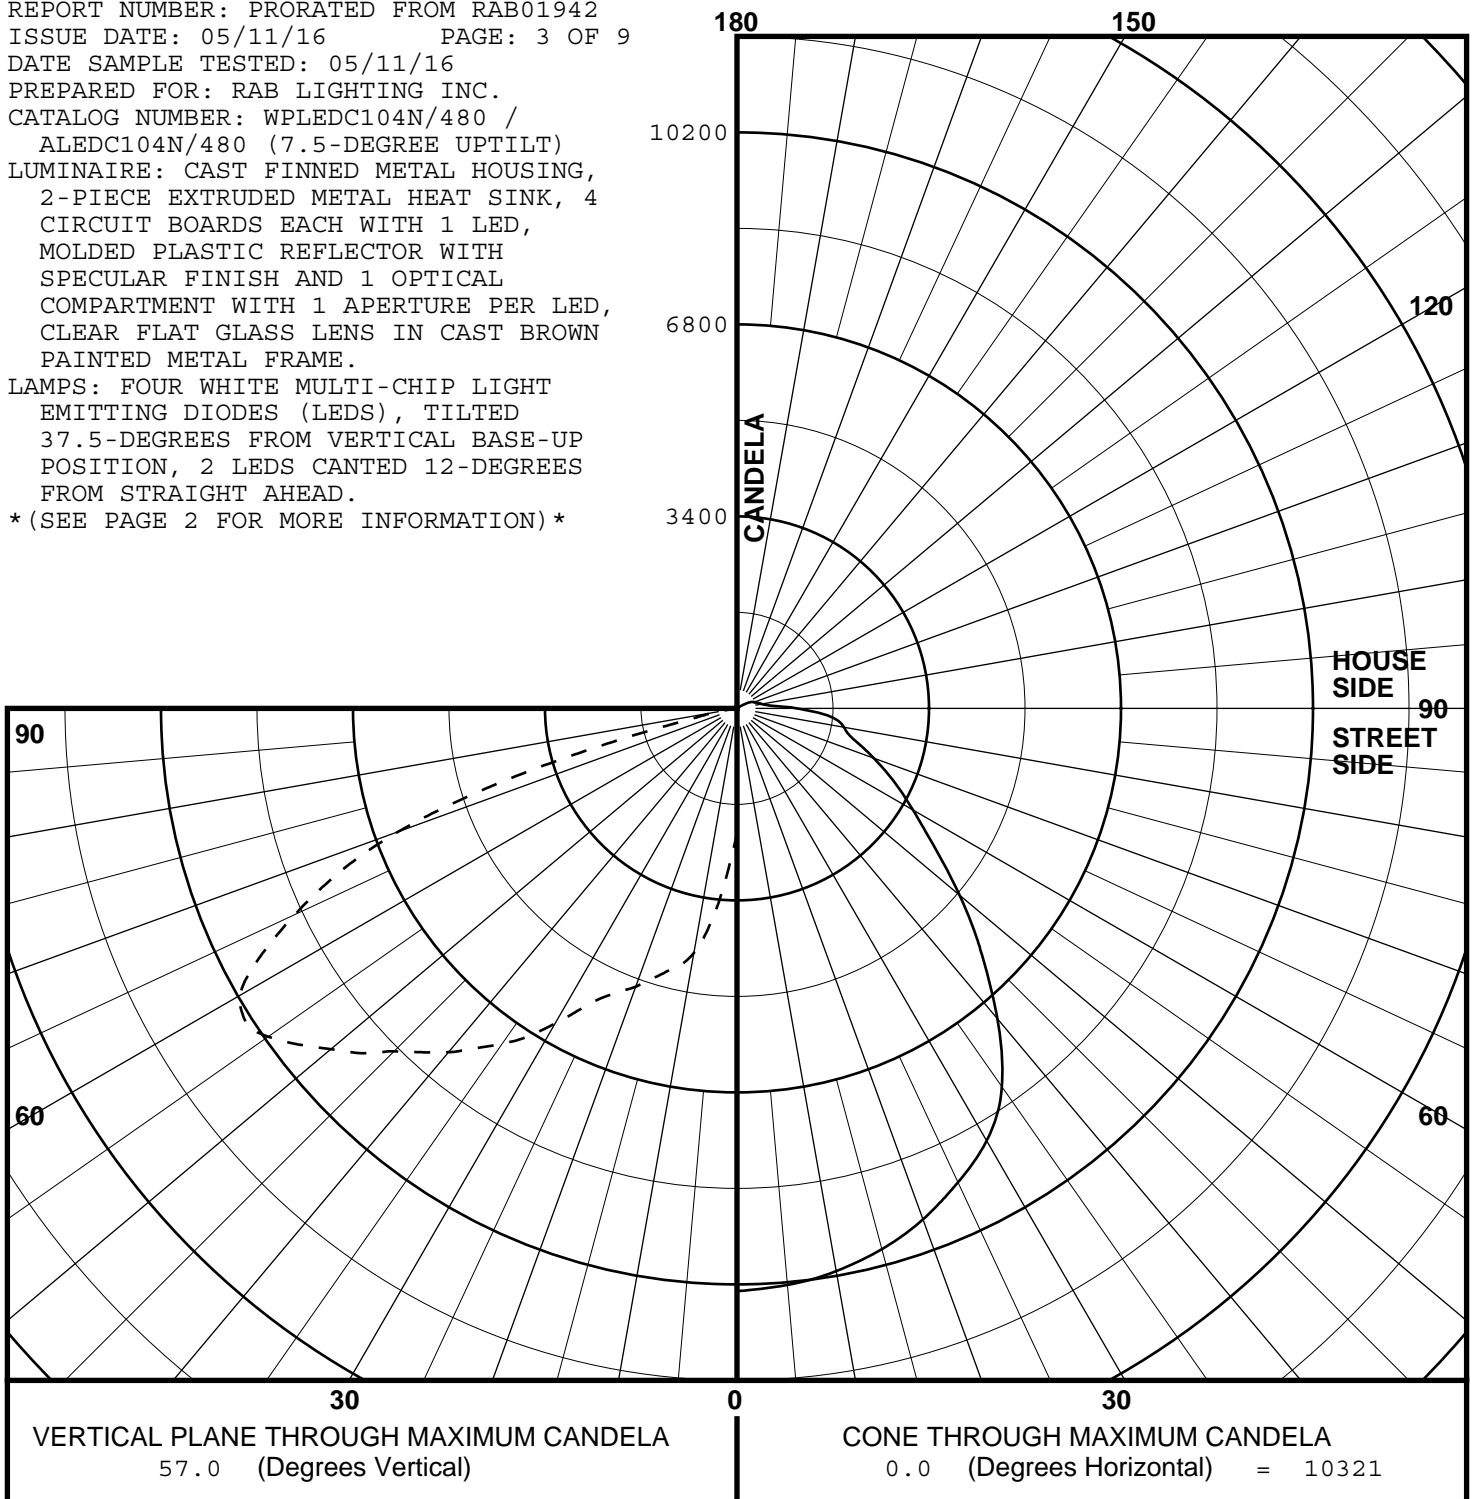 REPORT NUMBER: PRORATED FROM RAB01942
ISSUE DATE: 05/11/16 PAGE: 3 OF 9
DATE SAMPLE TESTED: 05/11/16
PREPARED FOR: RAB LIGHTING INC.
CATALOG NUMBER: WPLEDC104N/480 /
ALEDC104N/480 (7.5-DEGREE UPTILT)
LUMINAIRE: CAST FINNED METAL HOUSING,
2-PIECE EXTRUDED METAL HEAT SINK, 4
CIRCUIT BOARDS EACH WITH 1 LED,
MOLDED PLASTIC REFLECTOR WITH
SPECULAR FINISH AND 1 OPTICAL
COMPARTMENT WITH 1 APERTURE PER LED,
CLEAR FLAT GLASS LENS IN CAST BROWN
PAINTED METAL FRAME.
LAMPS: FOUR WHITE MULTI-CHIP LIGHT
EMITTING DIODES (LEDS), TILTED
37.5-DEGREES FROM VERTICAL BASE-UP
POSITION, 2 LEDS CANTED 12-DEGREES
FROM STRAIGHT AHEAD.
*(SEE PAGE 2 FOR MORE INFORMATION)*
180
150
10200
120
6800
CANDELA
3400
HOUSE
SIDE
90
90
STREET
SIDE
60
60
30
0
30
VERTICAL PLANE THROUGH MAXIMUM CANDELA
57.0 (Degrees Vertical)
CONE THROUGH MAXIMUM CANDELA
0.0 (Degrees Horizontal) = 10321